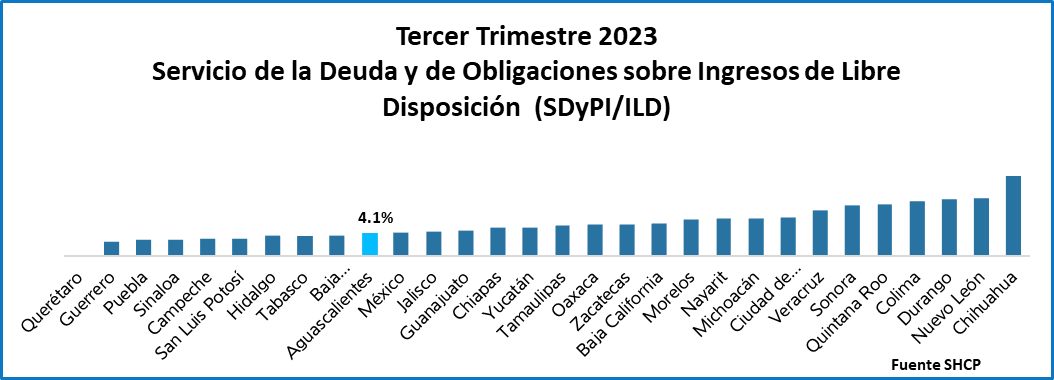 Tercer Trimestre 2023
Servicio de la Deuda y de Obligaciones sobre Ingresos de Libre
Disposición (SDyPI/ILD)
4.1%
Querétaro
Guerrero
Puebla
Sinaloa
Campeche
San Luis Potosí
Hidalgo
Tabasco
Baja...
Aguascalientes
México
Jalisco
Guanajuato
Chiapas
Yucatán
Tamaulipas
Oaxaca
Zacatecas
Baja California
Morelos
Nayarit
Michoacán
Ciudad de...
Veracruz
Sonora
Quintana Roo
Colima
Durango
Nuevo León
Chihuahua
Fuente SHCP